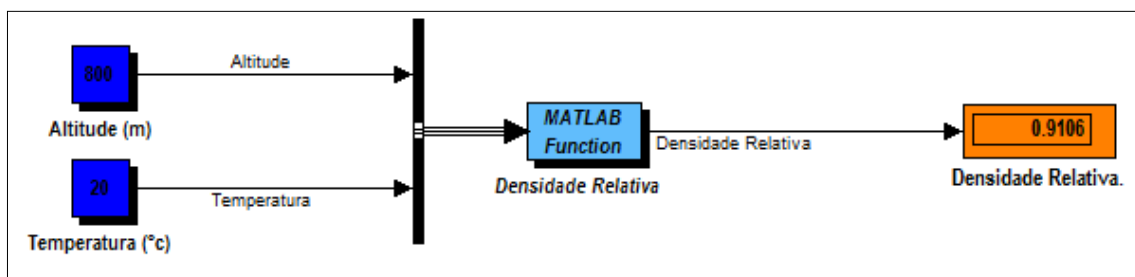 800
Altitude (m)
Altitude
20
Temperatura (°c)
Temperatura
MATLAB
Function
Densidade Relativa
Densidade Relativa
0.9106
Densidade Relativa.